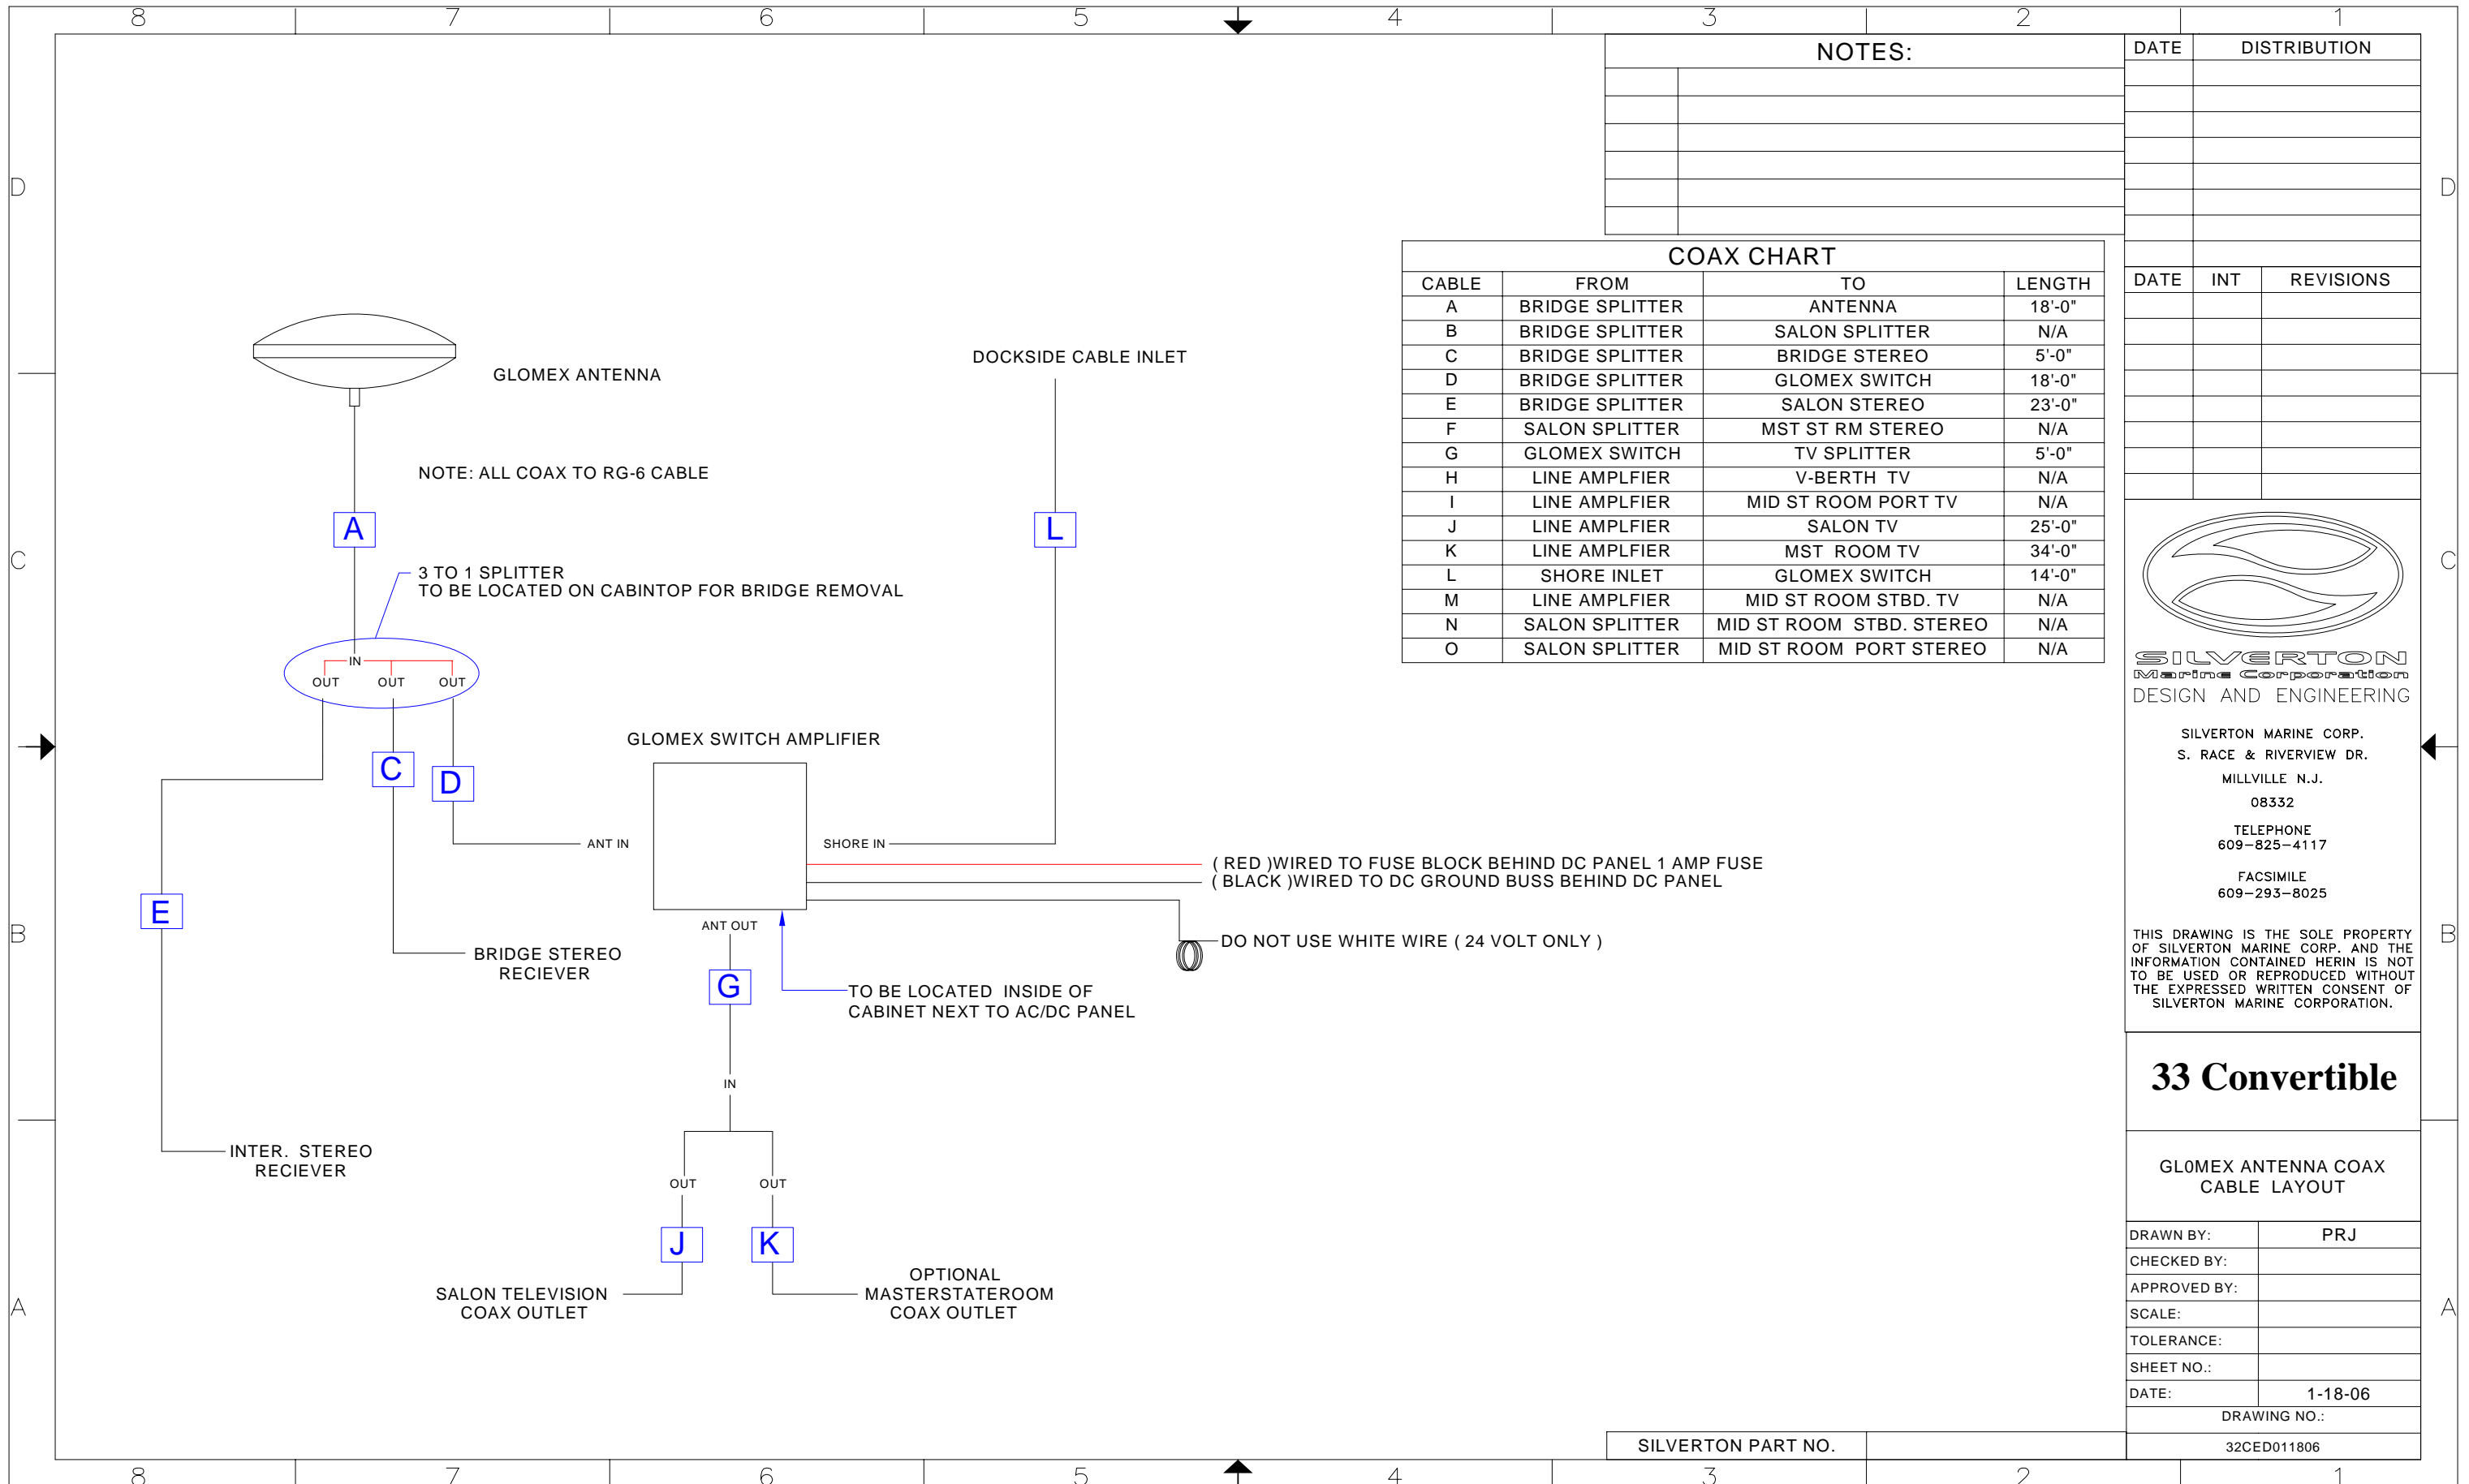 8 7 6 5 4 3 2 1
NOTES:
DATE DISTRIBUTION
D D
COAX CHART
CABLE FROM TO LENGTH
A BRIDGE SPLITTER ANTENNA 18'-0"
B BRIDGE SPLITTER SALON SPLITTER N/A
C BRIDGE SPLITTER BRIDGE STEREO 5'-0"
D BRIDGE SPLITTER GLOMEX SWITCH 18'-0"
E BRIDGE SPLITTER SALON STEREO 23'-0"
F SALON SPLITTER MST ST RM STEREO N/A
G GLOMEX SWITCH TV SPLITTER 5'-0"
H LINE AMPLFIER V-BERTH TV N/A
I LINE AMPLFIER MID ST ROOM PORT TV N/A
J LINE AMPLFIER SALON TV 25'-0"
K LINE AMPLFIER MST ROOM TV 34'-0"
L SHORE INLET GLOMEX SWITCH 14'-0"
M LINE AMPLFIER MID ST ROOM STBD. TV N/A
N SALON SPLITTER MID ST ROOM STBD. STEREO N/A
O SALON SPLITTER MID ST ROOM PORT STEREO N/A
DATE INT REVISIONS
GLOMEX ANTENNA
DOCKSIDE CABLE INLET
NOTE: ALL COAX TO RG-6 CABLE
A
L
C C
3 TO 1 SPLITTER
TO BE LOCATED ON CABINTOP FOR BRIDGE REMOVAL
IN
OUT OUT OUT
GLOMEX SWITCH AMPLIFIER
C
D
ANT IN
SHORE IN
( RED )WIRED TO FUSE BLOCK BEHIND DC PANEL 1 AMP FUSE
( BLACK )WIRED TO DC GROUND BUSS BEHIND DC PANEL
E
ANT OUT
B B
DO NOT USE WHITE WIRE ( 24 VOLT ONLY )
BRIDGE STEREO
RECIEVER
G
TO BE LOCATED INSIDE OF
CABINET NEXT TO AC/DC PANEL
IN
INTER. STEREO
RECIEVER
OUT OUT
J
K
SALON TELEVISION
COAX OUTLET
OPTIONAL
MASTERSTATEROOM
COAX OUTLET
A A
SILVERTON
Marine Corporation
DESIGN AND ENGINEERING
SILVERTON MARINE CORP.
S. RACE & RIVERVIEW DR.
MILLVILLE N.J.
08332
TELEPHONE
609-825-4117
FACSIMILE
609-293-8025
THIS DRAWING IS THE SOLE PROPERTY
OF SILVERTON MARINE CORP. AND THE
INFORMATION CONTAINED HERIN IS NOT
TO BE USED OR REPRODUCED WITHOUT
THE EXPRESSED WRITTEN CONSENT OF
SILVERTON MARINE CORPORATION.
33 Convertible
GL0MEX ANTENNA COAX
CABLE LAYOUT
DRAWN BY: PRJ
CHECKED BY:
APPROVED BY:
SCALE:
TOLERANCE:
SHEET NO.:
DATE: 1-18-06
DRAWING NO.:
32CED011806
SILVERTON PART NO.
8 7 6 5 4 3 2 1